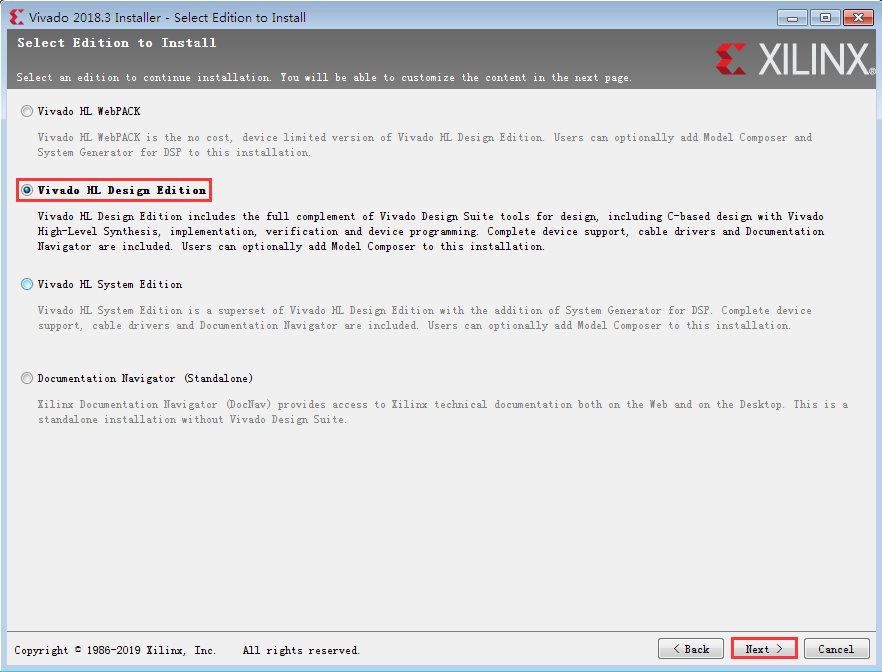 Vivado 2018.3 Installer - Select Edition to Install
Select Edition to Install
XILINX®
Select an edition to continue installation. You will be able to customize the content in the next page.
Vivado HL WebPACK
Vivado HL WebPACK is the no cost, device limited version of Vivado HL Design Edition. Users can optionally add Model Composer and
System Generator for DSP to this installation.
Vivado HL Design Edition
Vivado HL Design Edition includes the full complement of Vivado Design Suite tools for design, including C-based design with Vivado
High-Level Synthesis, implementation, verification and device programming. Complete device support, cable drivers and Documentation
Navigator are included. Users can optionally add Model Composer to this installation.
Vivado HL System Edition
Vivado HL System Edition is a superset of Vivado HL Design Edition with the addition of System Generator for DSP. Complete device
support, cable drivers and Documentation Navigator are included. Users can optionally add Model Composer to this installation.
Documentation Navigator (Standalone)
Xilinx Documentation Navigator (DocNav) provides access to Xilinx technical documentation both on the Web and on the Desktop. This is a
standalone installation without Vivado Design Suite.
Copyright © 1986-2019 Xilinx, Inc. All rights reserved.
< Back
Next >
Cancel